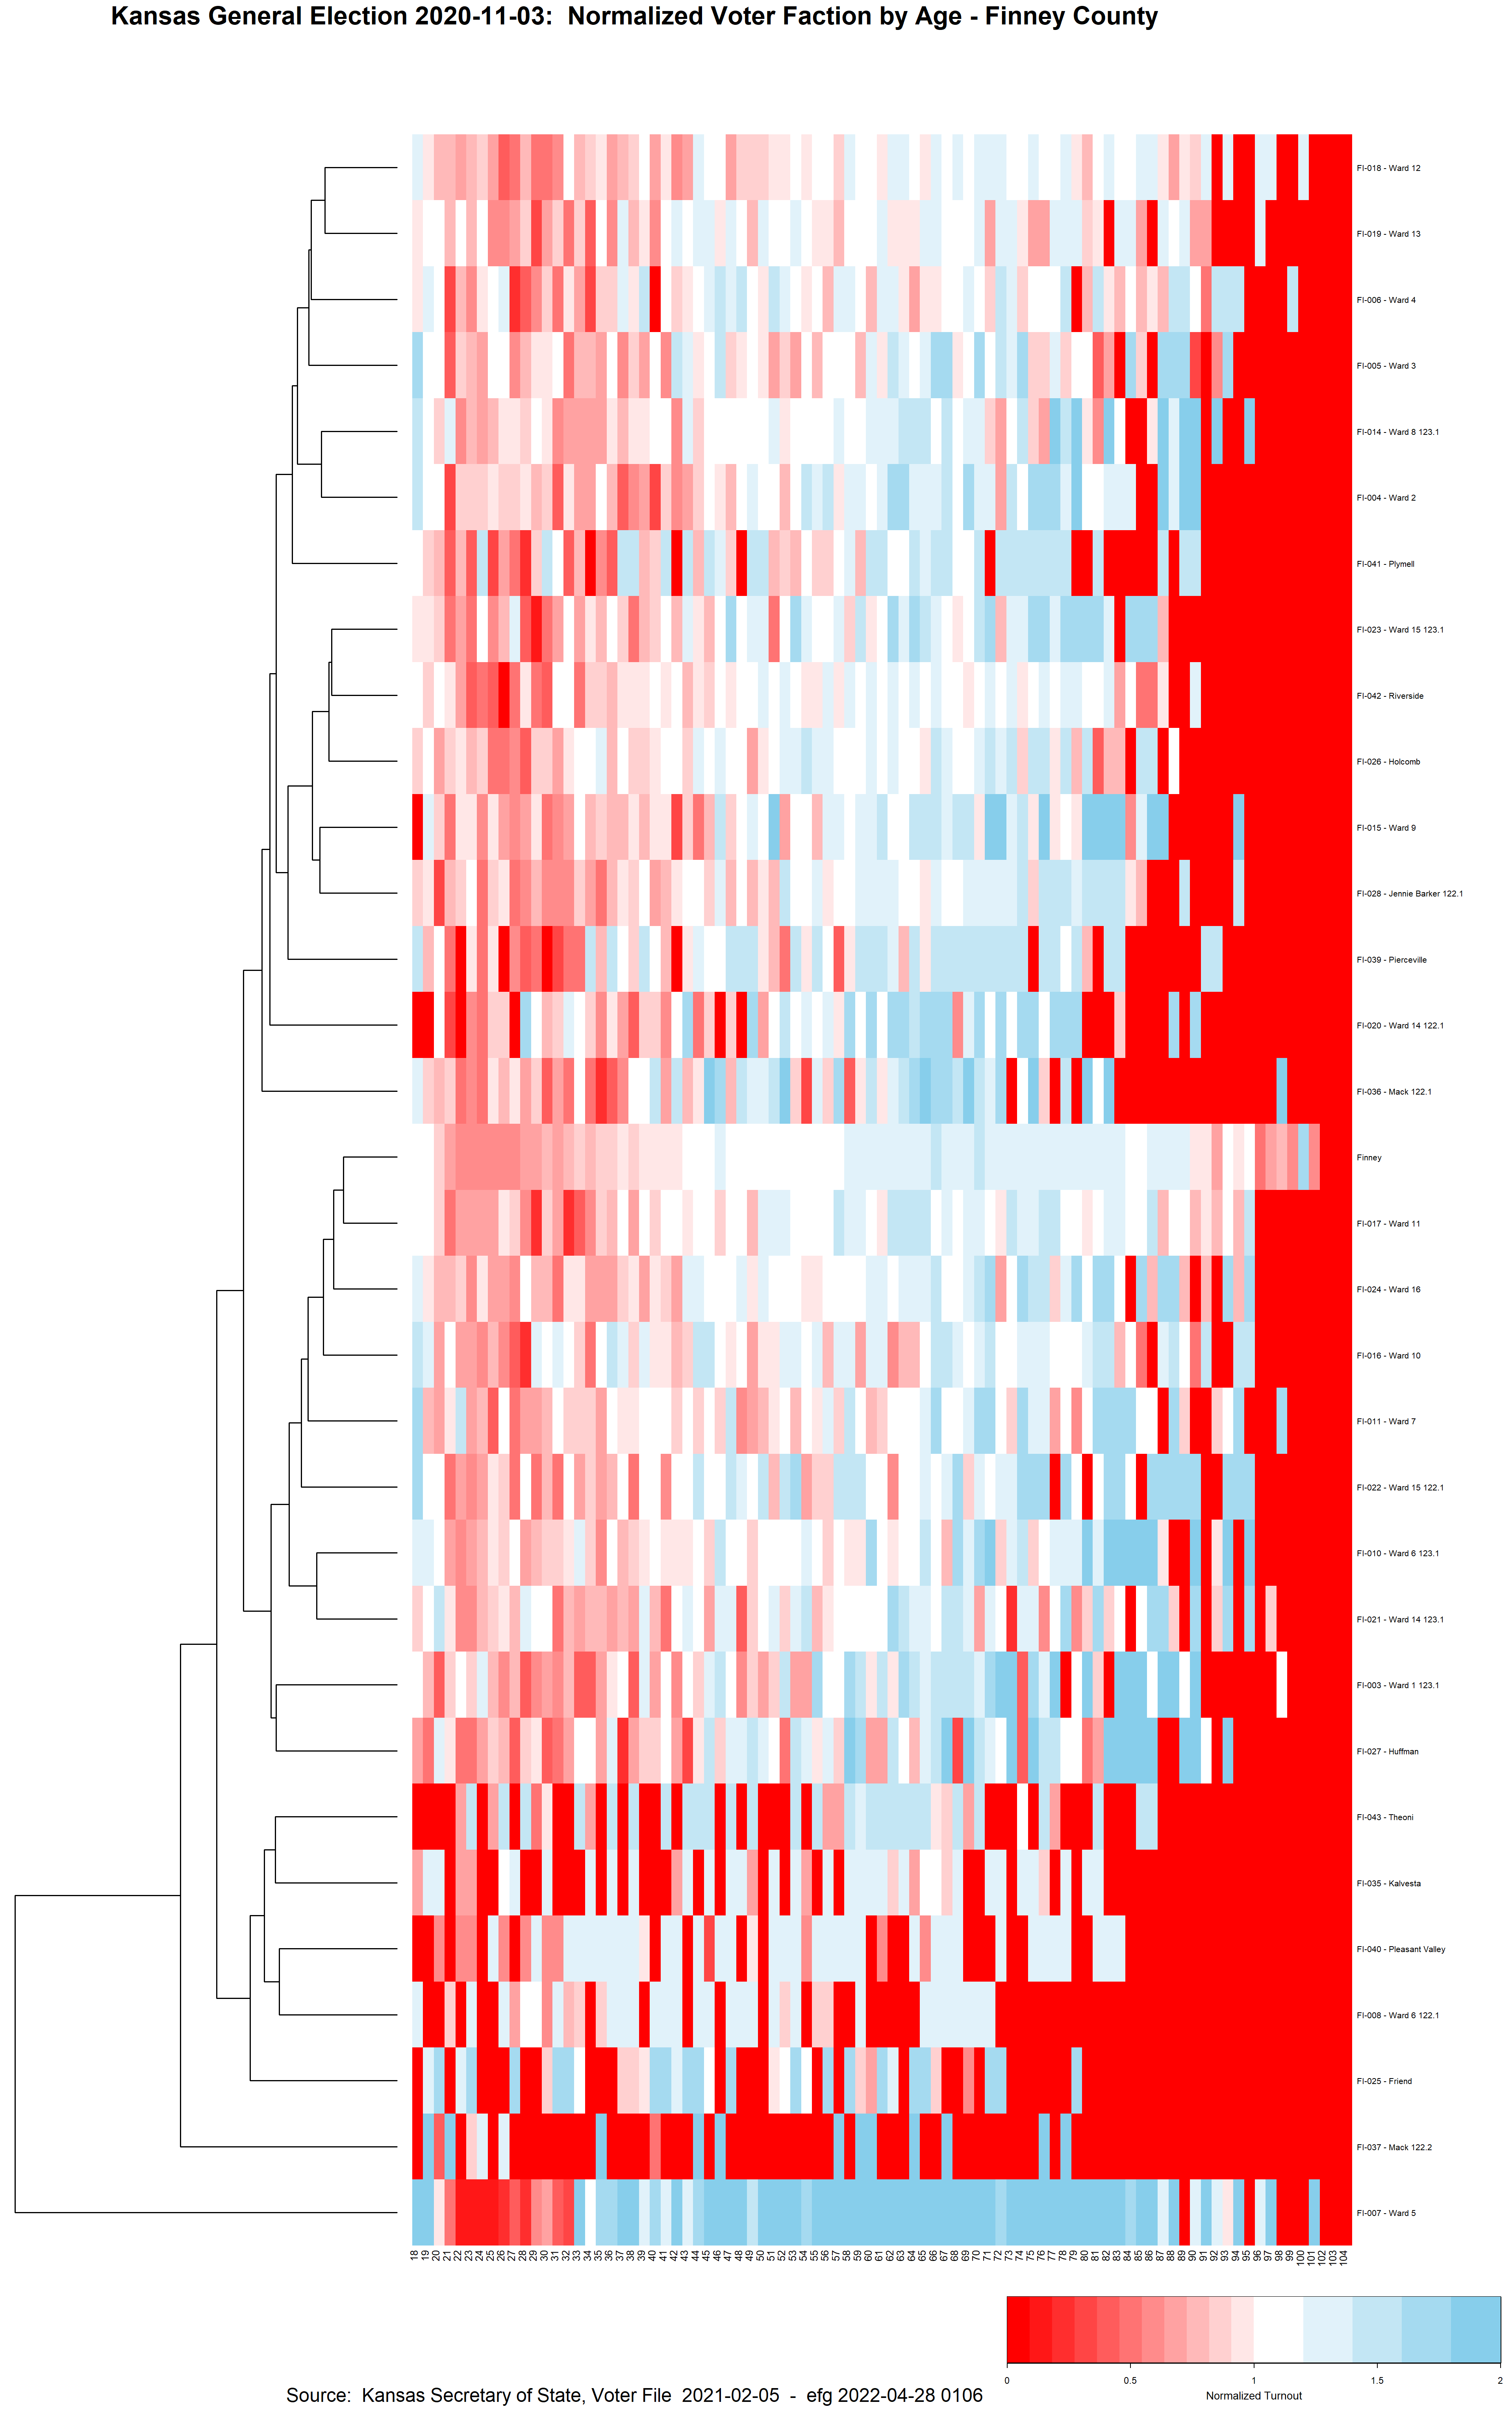 Kansas General Election 2020-11-03:  Normalized Voter Faction by Age - Finney County
FI-018 - Ward 12
FI-019 - Ward 13
FI-006 - Ward 4
FI-005 - Ward 3
FI-014 - Ward 8 123.1
FI-004 - Ward 2
FI-041 - Plymell
FI-023 - Ward 15 123.1
FI-042 - Riverside
FI-026 - Holcomb
FI-015 - Ward 9
FI-028 - Jennie Barker 122.1
FI-039 - Pierceville
FI-020 - Ward 14 122.1
FI-036 - Mack 122.1
Finney
FI-017 - Ward 11
FI-024 - Ward 16
FI-016 - Ward 10
FI-011 - Ward 7
FI-022 - Ward 15 122.1
FI-010 - Ward 6 123.1
FI-021 - Ward 14 123.1
FI-003 - Ward 1 123.1
FI-027 - Huffman
FI-043 - Theoni
FI-035 - Kalvesta
FI-040 - Pleasant Valley
FI-008 - Ward 6 122.1
FI-025 - Friend
FI-037 - Mack 122.2
FI-007 - Ward 5
18 19 20 21 22 23 24 25 26 27 28 29 30 31 32 33 34 35 36 37 38 39 40 41 42 43 44 45 46 47 48 49 50 51 52 53 54 55 56 57 58 59 60 61 62 63 64 65 66 67 68 69 70 71 72 73 74 75 76 77 78 79 80 81 82 83 84 85 86 87 88 89 90 91 92 93 94 95 96 97 98 99 100 101 102 103 104
0 0.5 1 1.5 2
Normalized Turnout
Source:  Kansas Secretary of State, Voter File  2021-02-05  -  efg 2022-04-28 0106